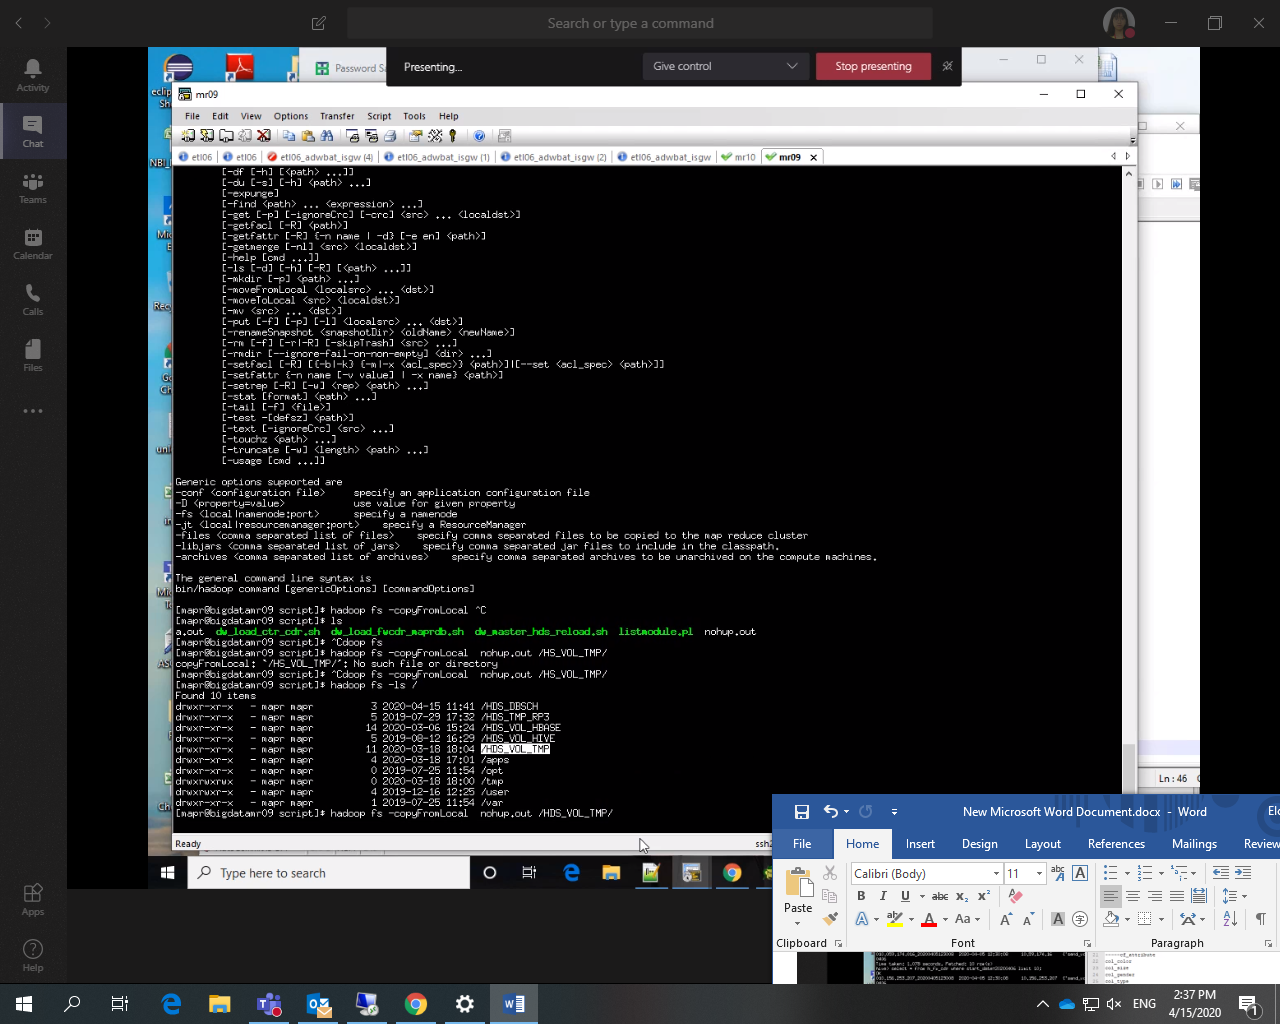 Search or type a command
Activity
Chat
Teams
Calendar
Calls
Files
Apps
Help
Password Sa
Presenting...
Give control
Stop presenting
mr09
File Edit View Options Transfer Script Tools Help
etl06 etl06 etl06_adwbat_isgw (4) etl06_adwbat_isgw (1) etl06_adwbat_isgw (2) etl06_adwbat_isgw mr10 mr09
[-df [-h] [<path> ...]]
[-du [-s] [-h] <path> ...]
[-expunge]
[-find <path> ... <expression> ...]
[-get [-p] [-ignoreCrc] [-crc] <src> ... <localdst>]
[-getfacl [-R] <path>]
[-getfattr [-R] {-n name | -d} [-e en] <path>]
[-getmerge [-nl] <src> <localdst>]
[-help [cmd ...]]
[-ls [-d] [-h] [-R] [<path> ...]]
[-mkdir [-p] <path> ...]
[-moveFromLocal <localsrc> ... <dst>]
[-moveToLocal <src> <localdst>]
[-mv <src> ... <dst>]
[-put [-f] [-p] [-l] <localsrc> ... <dst>]
[-renameSnapshot <snapshotDir> <oldName> <newName>]
[-rm [-f] [-r|-R] [-skipTrash] <src> ...]
[-rmdir [--ignore-fail-on-non-empty] <dir> ...]
[-setfacl [-R] [{-b|-k} {-m|-x <acl_spec>} <path>]|[--set <acl_spec> <path>]]
[-setfattr {-n name [-v value] | -x name} <path>]
[-setrep [-R] [-w] <rep> <path> ...]
[-stat [format] <path> ...]
[-tail [-f] <file>]
[-test -[defsz] <path>]
[-text [-ignoreCrc] <src> ...]
[-touchz <path> ...]
[-truncate [-w] <length> <path> ...]
[-usage [cmd ...]]
Generic options supported are
-conf <configuration file> specify an application configuration file
-D <property=value> use value for given property
-fs <local|namenode:port> specify a namenode
-jt <local|resourcemanager:port> specify a ResourceManager
-files <comma separated list of files> specify comma separated files to be copied to the map reduce cluster
-libjars <comma separated list of jars> specify comma separated jar files to include in the classpath.
-archives <comma separated list of archives> specify comma separated archives to be unarchived on the compute machines.
The general command line syntax is
bin/hadoop command [genericOptions] [commandOptions]
[mapr@bigdatamr09 script]$ hadoop fs -copyFromLocal ^C
[mapr@bigdatamr09 script]$ ls
a.out dw_load_ctr_cdr.sh dw_load_fwcdr_maprdb.sh dw_master_hds_reload.sh listmodule.pl nohup.out
[mapr@bigdatamr09 script]$ ^Cdoop fs
[mapr@bigdatamr09 script]$ hadoop fs -copyFromLocal nohup.out /HS_VOL_TMP/
copyFromLocal: `/HS_VOL_TMP/': No such file or directory
[mapr@bigdatamr09 script]$ ^Cdoop fs -copyFromLocal nohup.out /HS_VOL_TMP/
[mapr@bigdatamr09 script]$ hadoop fs -ls /
Found 10 items
drwxr-xr-x - mapr mapr 3 2020-04-15 11:41 /HDS_DBSCH
drwxr-xr-x - mapr mapr 5 2019-07-29 17:32 /HDS_TMP_RP3
drwxr-xr-x - mapr mapr 14 2020-03-06 15:24 /HDS_VOL_HBASE
drwxr-xr-x - mapr mapr 5 2019-08-12 16:29 /HDS_VOL_HIVE
drwxr-xr-x - mapr mapr 11 2020-03-18 18:04 /HDS_VOL_TMP
drwxr-xr-x - mapr mapr 4 2020-03-18 17:01 /apps
drwxr-xr-x - mapr mapr 0 2019-07-25 11:54 /opt
drwxrwxrwx - mapr mapr 0 2020-03-18 18:00 /tmp
drwxr-xr-x - mapr mapr 4 2019-12-16 12:25 /user
drwxr-xr-x - mapr mapr 1 2019-07-25 11:54 /var
[mapr@bigdatamr09 script]$ hadoop fs -copyFromLocal nohup.out /HDS_VOL_TMP/
Ready
ssh2
Ln:46
Type here to search
New Microsoft Word Document.docx - Word
File Home Insert Design Layout References Mailings Review
Paste
Calibri (Body) 11
Clipboard Font Paragraph
ENG
2:37 PM
4/15/2020